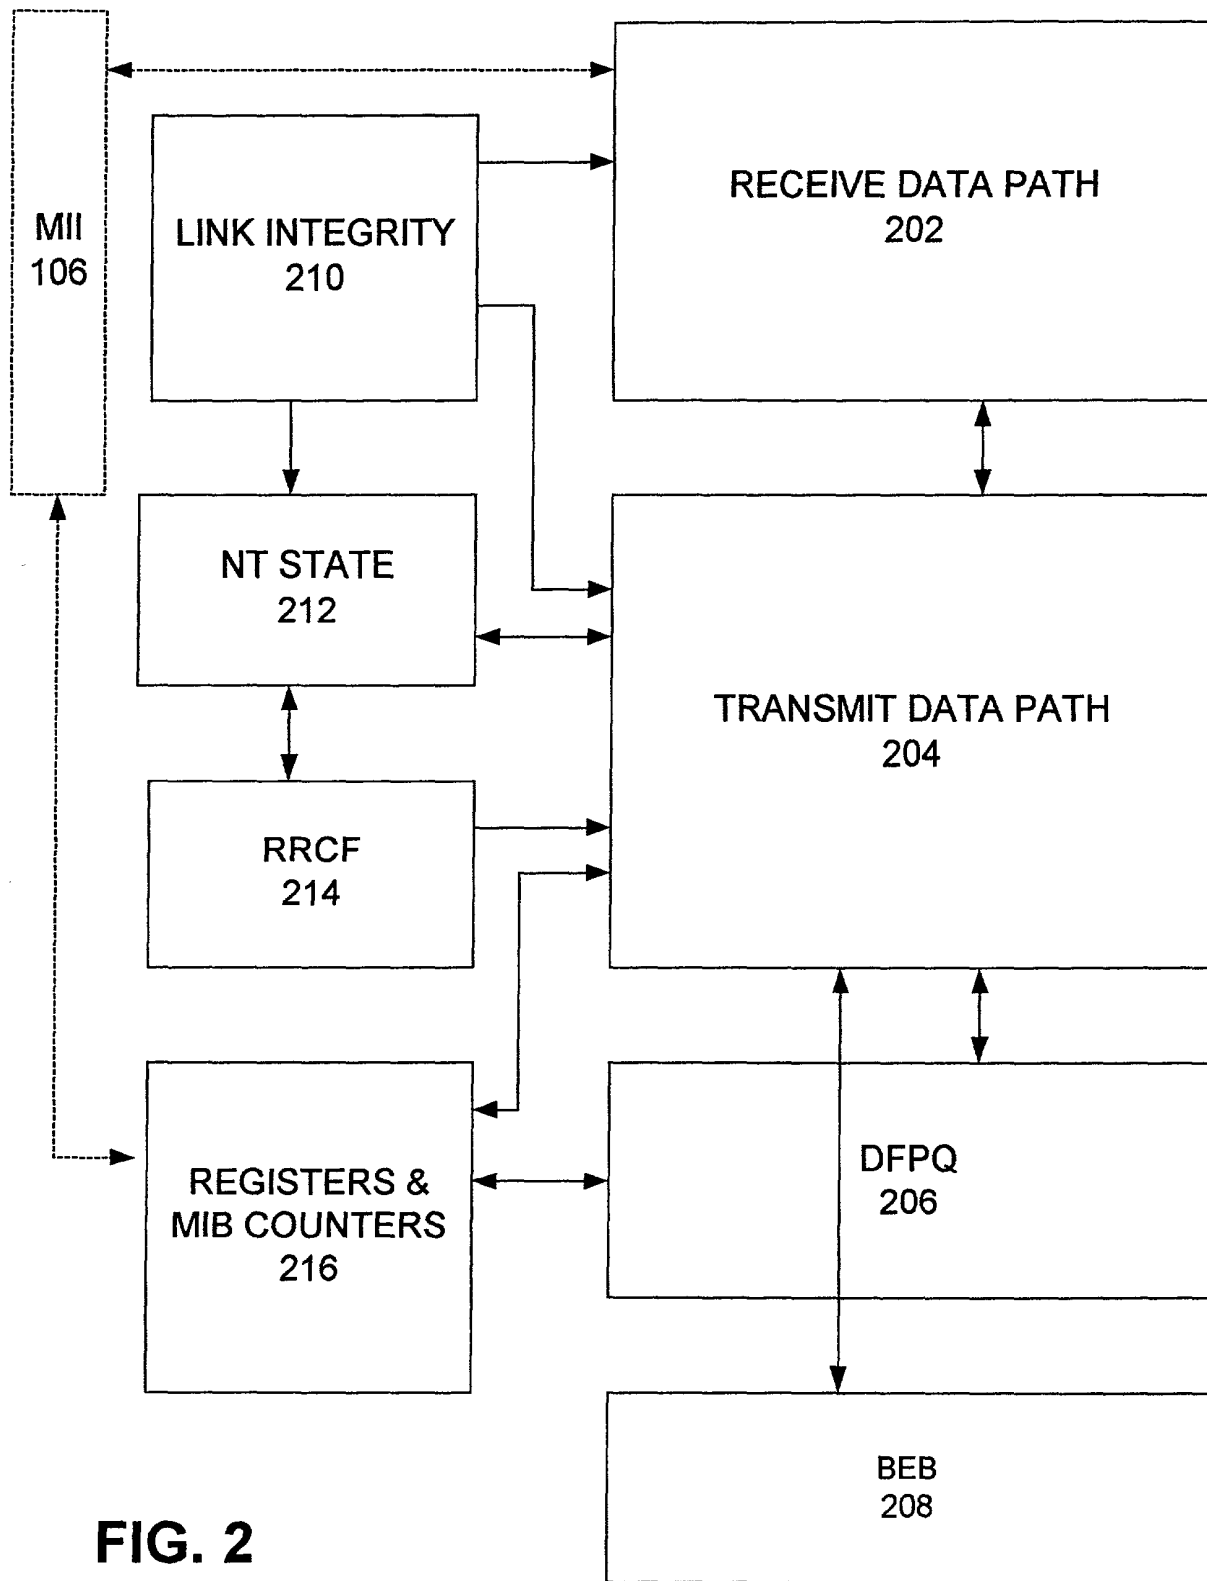 MII
106
LINK INTEGRITY
210
RECEIVE DATA PATH
202
NT STATE
212
TRANSMIT DATA PATH
204
RRCF
214
REGISTERS &
MIB COUNTERS
216
DFPQ
206
BEB
208
FIG. 2